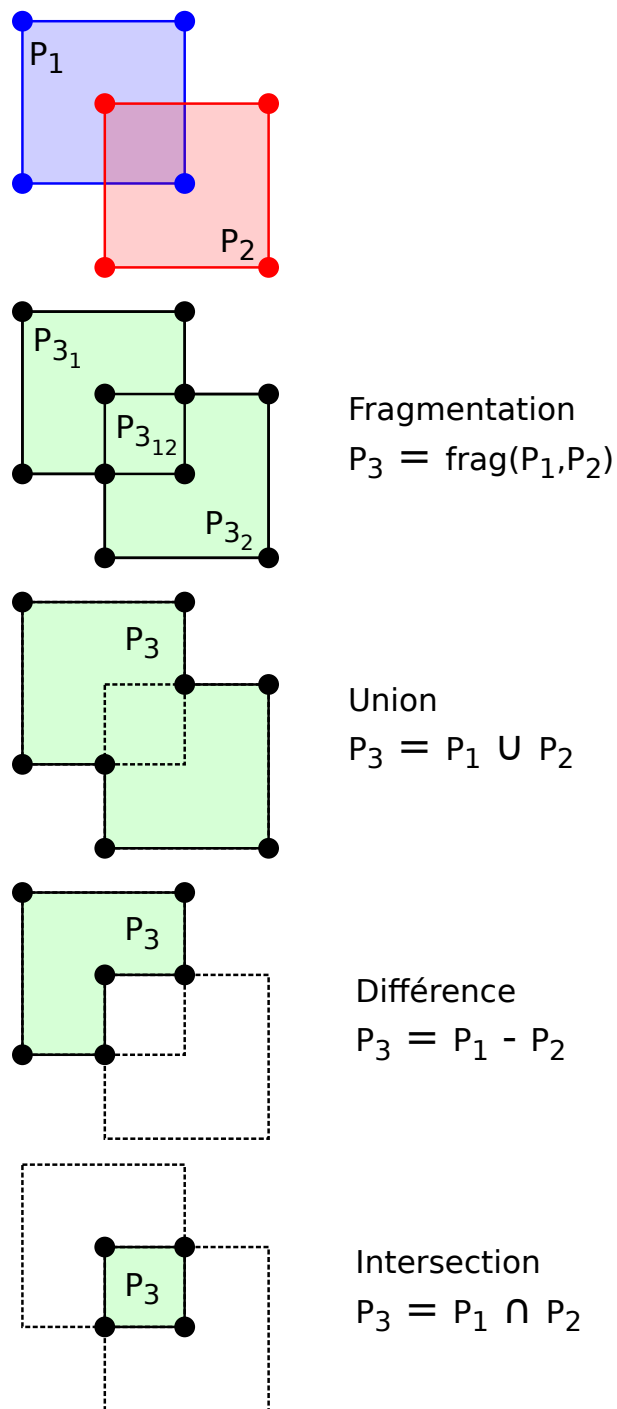 P1
P2
P31
P312
P32
Fragmentation
P3 = frag(P1,P2)
P3
Union
P3 = P1 ∪ P2
P3
Différence
P3 = P1 - P2
P3
Intersection
P3 = P1 ∩ P2